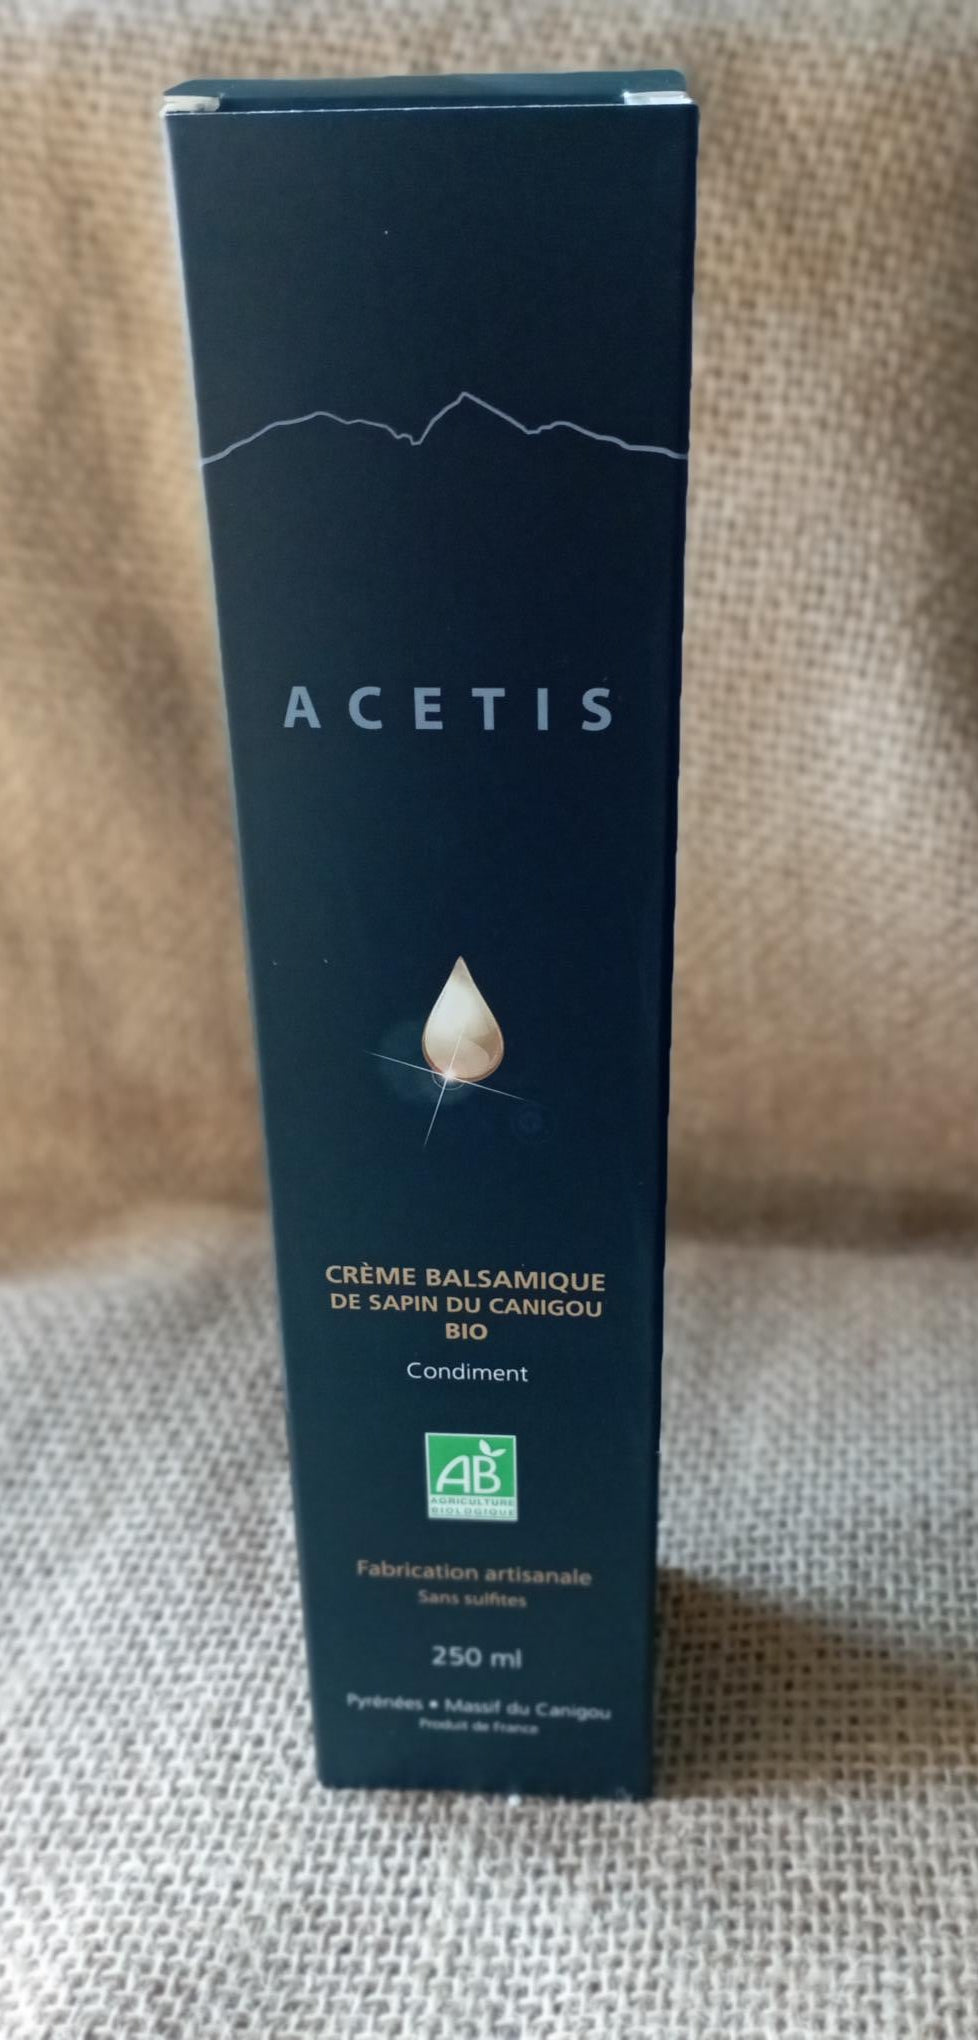 ACETIS
CRÈME BALSAMIQUE
DE SAPIN DU CANIGOU
BIO
Condiment
AB
AGRICULTURE
BIOLOGIQUE
Fabrication artisanale
Sans sulfites
250 ml
Pyrénées • Massif du Canigou
Produit de France